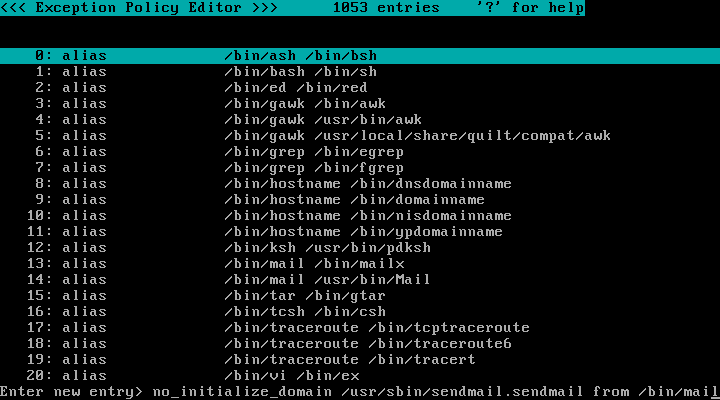 <<< Exception Policy Editor >>>      1053 entries    '?' for help
0: alias             /bin/ash /bin/bsh
1: alias             /bin/bash /bin/sh
2: alias             /bin/ed /bin/red
3: alias             /bin/gawk /bin/awk
4: alias             /bin/gawk /usr/bin/awk
5: alias             /bin/gawk /usr/local/share/quilt/compat/awk
6: alias             /bin/grep /bin/egrep
7: alias             /bin/grep /bin/fgrep
8: alias             /bin/hostname /bin/dnsdomainname
9: alias             /bin/hostname /bin/domainname
10: alias             /bin/hostname /bin/nisdomainname
11: alias             /bin/hostname /bin/ypdomainname
12: alias             /bin/ksh /usr/bin/pdksh
13: alias             /bin/mail /bin/mailx
14: alias             /bin/mail /usr/bin/Mail
15: alias             /bin/tar /bin/gtar
16: alias             /bin/tcsh /bin/csh
17: alias             /bin/traceroute /bin/tcptraceroute
18: alias             /bin/traceroute /bin/traceroute6
19: alias             /bin/traceroute /bin/tracert
20: alias             /bin/vi /bin/ex
Enter new entry> no_initialize_domain /usr/sbin/sendmail.sendmail from /bin/mail